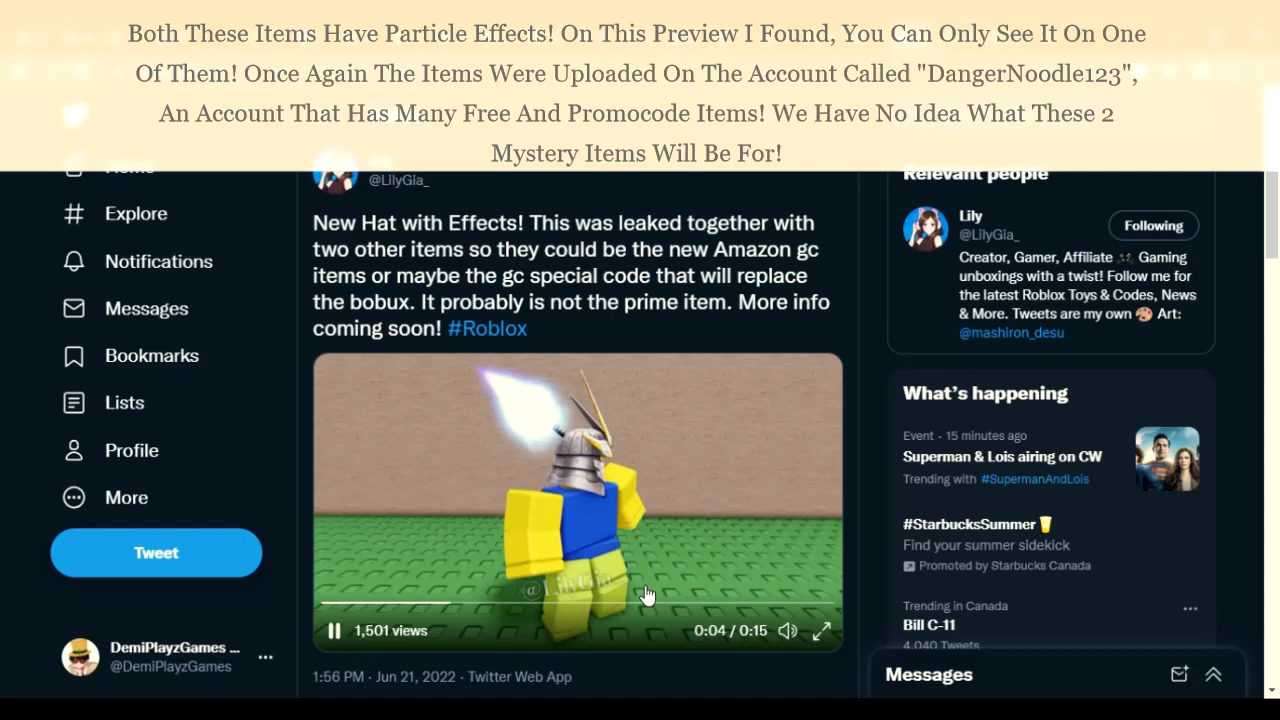 Both These Items Have Particle Effects! On This Preview I Found, You Can Only See It On One
Of Them! Once Again The Items Were Uploaded On The Account Called "DangerNoodle123",
An Account That Has Many Free And Promocode Items! We Have No Idea What These 2
Mystery Items Will Be For!
Home
Explore
Notifications
Messages
Bookmarks
Lists
Profile
More
Tweet
DemiPlayzGames ...
@DemiPlayzGames
@LilyGia_
New Hat with Effects! This was leaked together with
two other items so they could be the new Amazon gc
items or maybe the gc special code that will replace
the bobux. It probably is not the prime item. More info
coming soon! #Roblox
@LilyGia
1,501 views
0:04 / 0:15
1:56 PM · Jun 21, 2022 · Twitter Web App
Relevant people
Lily
@LilyGia_
Following
Creator, Gamer, Affiliate 🎮 Gaming
unboxings with a twist! Follow me for
the latest Roblox Toys & Codes, News
& More. Tweets are my own 🎨 Art:
@mashiron_desu
What's happening
Event · 15 minutes ago
Superman & Lois airing on CW
Trending with #SupermanAndLois
#StarbucksSummer
Find your summer sidekick
Promoted by Starbucks Canada
Trending in Canada
Bill C-11
4,040 Tweets
Messages